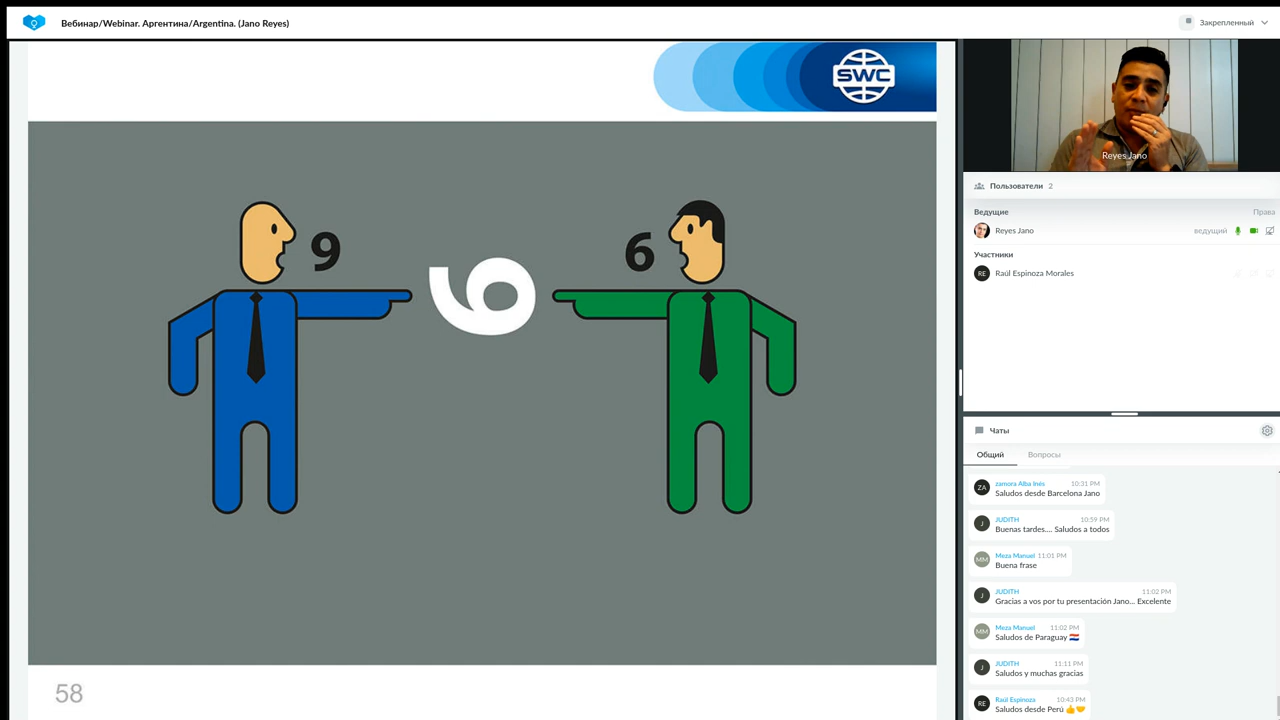 Вебинар/Webinar. Аргентина/Argentina. (Jano Reyes)
Закрепленный
SWC
9
6
6
58
Reyes Jano
Пользователи 2
Ведущие Права
Reyes Jano ведущий
Участники
RE Raúl Espinoza Morales
Чаты
Общий Вопросы
ZA zamora Alba Inés 10:31 PM
Saludos desde Barcelona Jano
J JUDITH 10:59 PM
Buenas tardes.... Saludos a todos
MM Meza Manuel 11:01 PM
Buena frase
J JUDITH 11:02 PM
Gracias a vos por tu presentación Jano... Excelente
MM Meza Manuel 11:02 PM
Saludos de Paraguay 🇵🇾
J JUDITH 11:11 PM
Saludos y muchas gracias
RE Raúl Espinoza 10:43 PM
Saludos desde Perú 👍🤝